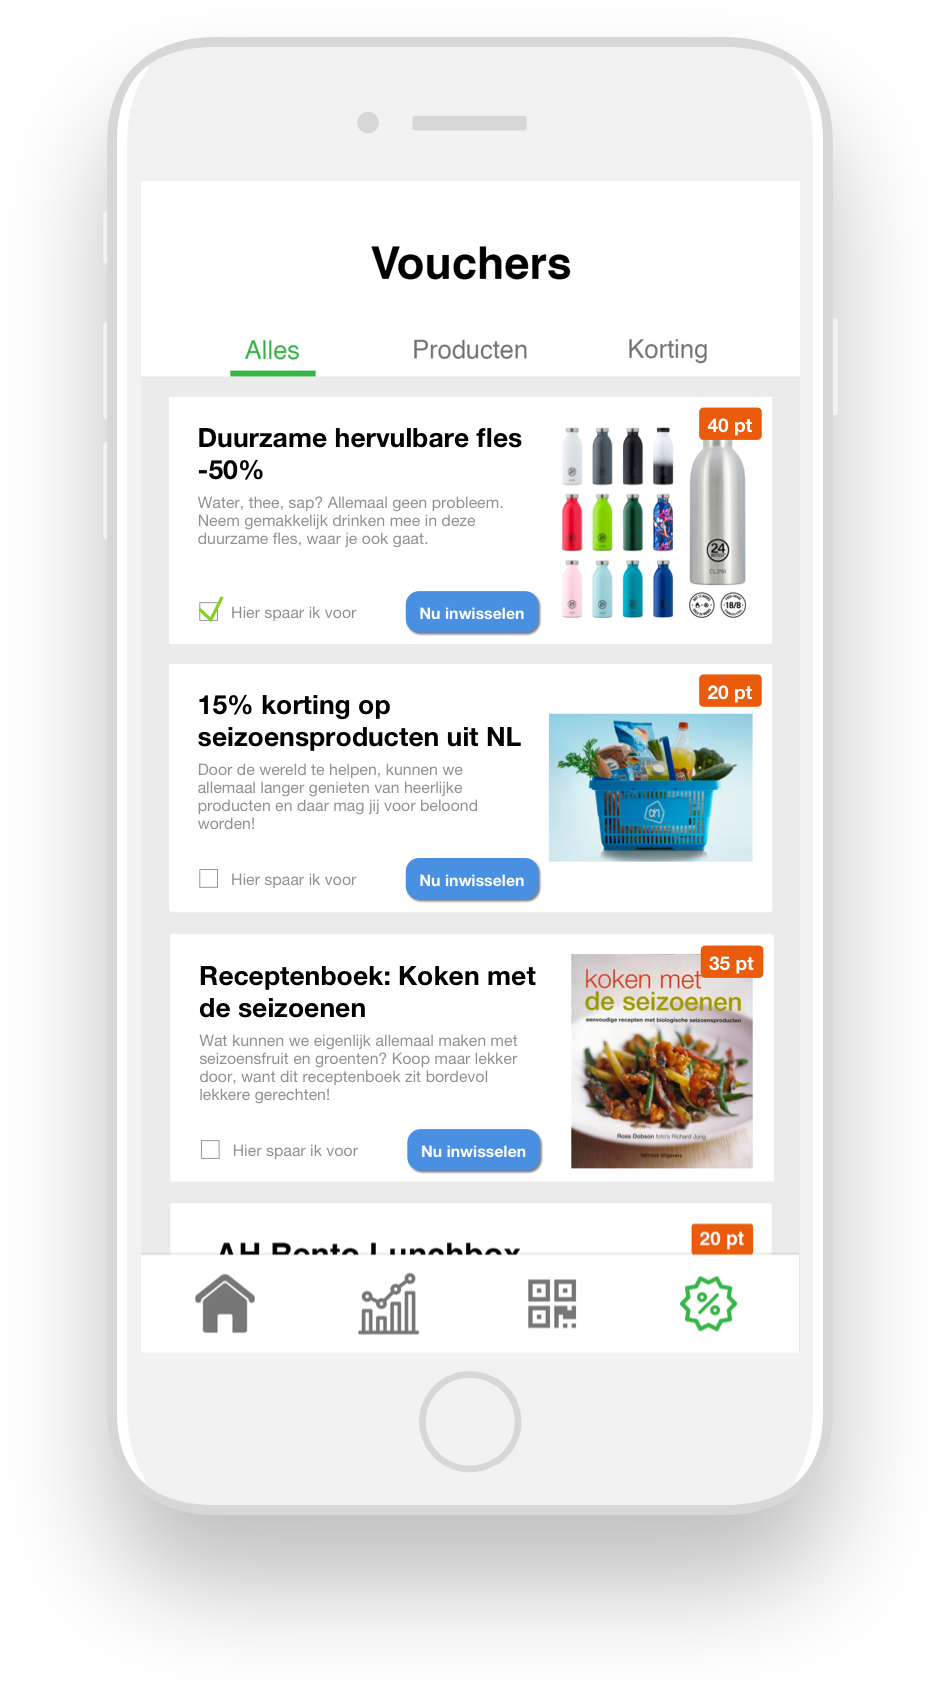 Vouchers
Alles
Producten
Korting
Duurzame hervulbare fles
-50%
Water, thee, sap? Allemaal geen probleem.
Neem gemakkelijk drinken mee in deze
duurzame fles, waar je ook gaat.
Hier spaar ik voor
Nu inwisselen
40 pt
24
CLIMA
18/8
15% korting op
seizoensproducten uit NL
Door de wereld te helpen, kunnen we
allemaal langer genieten van heerlijke
producten en daar mag jij voor beloond
worden!
Hier spaar ik voor
Nu inwisselen
20 pt
ah
Receptenboek: Koken met
de seizoenen
Wat kunnen we eigenlijk allemaal maken met
seizoensfruit en groenten? Koop maar lekker
door, want dit receptenboek zit bordevol
lekkere gerechten!
Hier spaar ik voor
Nu inwisselen
35 pt
koken met
de seizoenen
eenvoudige recepten met biologische seizoensproducten
Ross Dobson foto's Richard Jung
AH Bento Lunchbox
20 pt
%